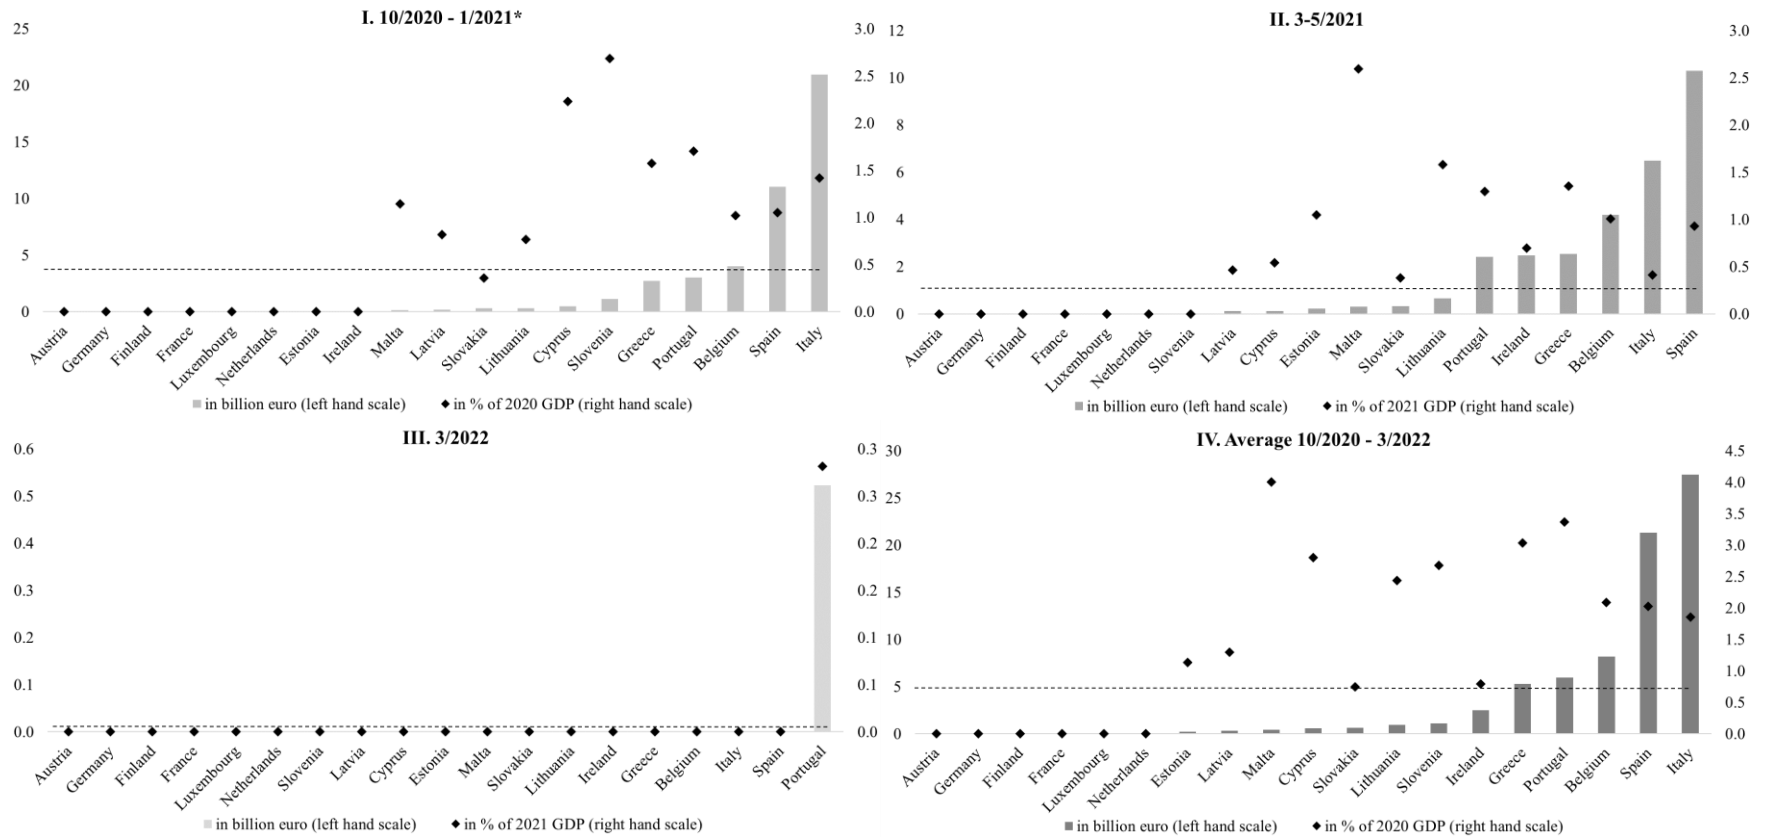 I. 10/2020 - 1/2021*
25
20
15
10
5
0
3.0
2.5
2.0
1.5
1.0
0.5
0.0
Austria
Germany
Finland
France
Luxembourg
Netherlands
Estonia
Ireland
Malta
Latvia
Slovakia
Lithuania
Cyprus
Slovenia
Greece
Portugal
Belgium
Spain
Italy
in billion euro (left hand scale) in % of 2020 GDP (right hand scale)
II. 3-5/2021
12
10
8
6
4
2
0
3.0
2.5
2.0
1.5
1.0
0.5
0.0
Austria
Germany
Finland
France
Luxembourg
Netherlands
Slovenia
Latvia
Cyprus
Estonia
Malta
Slovakia
Lithuania
Portugal
Ireland
Greece
Belgium
Italy
Spain
in billion euro (left hand scale) in % of 2021 GDP (right hand scale)
III. 3/2022
0.6
0.5
0.4
0.3
0.2
0.1
0.0
0.3
0.3
0.2
0.2
0.1
0.1
0.0
Austria
Germany
Finland
France
Luxembourg
Netherlands
Slovenia
Latvia
Cyprus
Estonia
Malta
Slovakia
Lithuania
Ireland
Greece
Belgium
Italy
Spain
Portugal
in billion euro (left hand scale) in % of 2021 GDP (right hand scale)
IV. Average 10/2020 - 3/2022
30
25
20
15
10
5
0
4.5
4.0
3.5
3.0
2.5
2.0
1.5
1.0
0.5
0.0
Austria
Germany
Finland
France
Luxembourg
Netherlands
Estonia
Latvia
Malta
Cyprus
Slovakia
Lithuania
Slovenia
Ireland
Greece
Portugal
Belgium
Spain
Italy
in billion euro (left hand scale) in % of 2020 GDP (right hand scale)